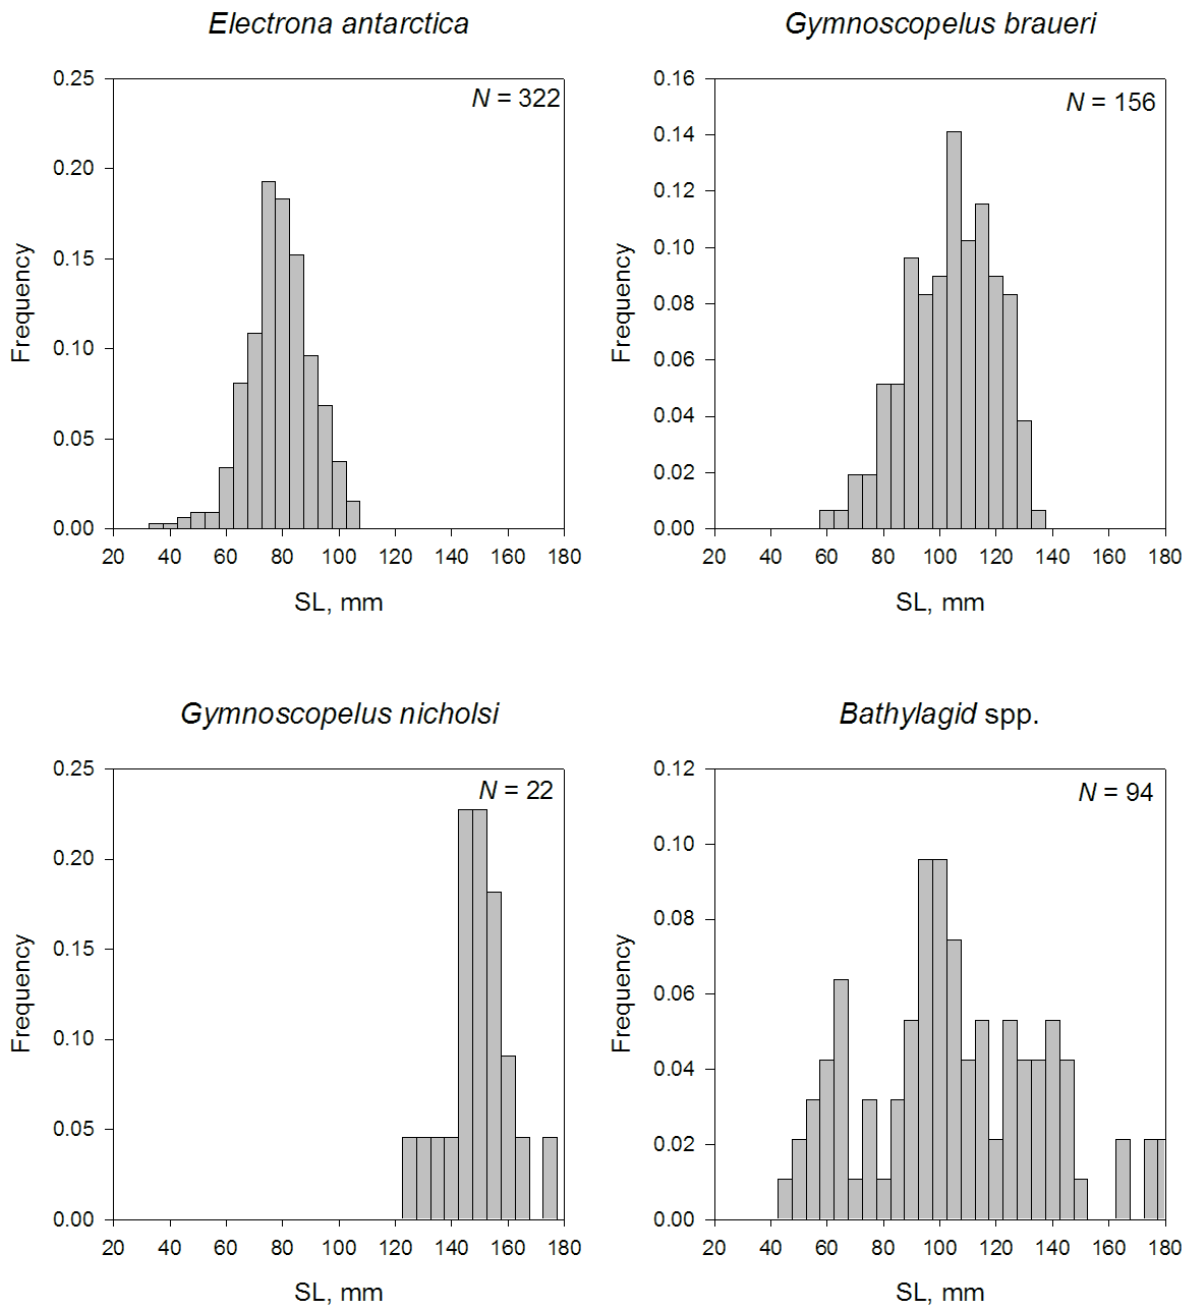 Electrona antarctica
N = 322
0.25
0.20
0.15
0.10
0.05
0.00
Frequency
20 40 60 80 100 120 140 160 180
SL, mm
Gymnoscopelus braueri
N = 156
0.16
0.14
0.12
0.10
0.08
0.06
0.04
0.02
0.00
Frequency
20 40 60 80 100 120 140 160 180
SL, mm
Gymnoscopelus nicholsi
N = 22
0.25
0.20
0.15
0.10
0.05
0.00
Frequency
20 40 60 80 100 120 140 160 180
SL, mm
Bathylagid spp.
N = 94
0.12
0.10
0.08
0.06
0.04
0.02
0.00
Frequency
20 40 60 80 100 120 140 160 180
SL, mm